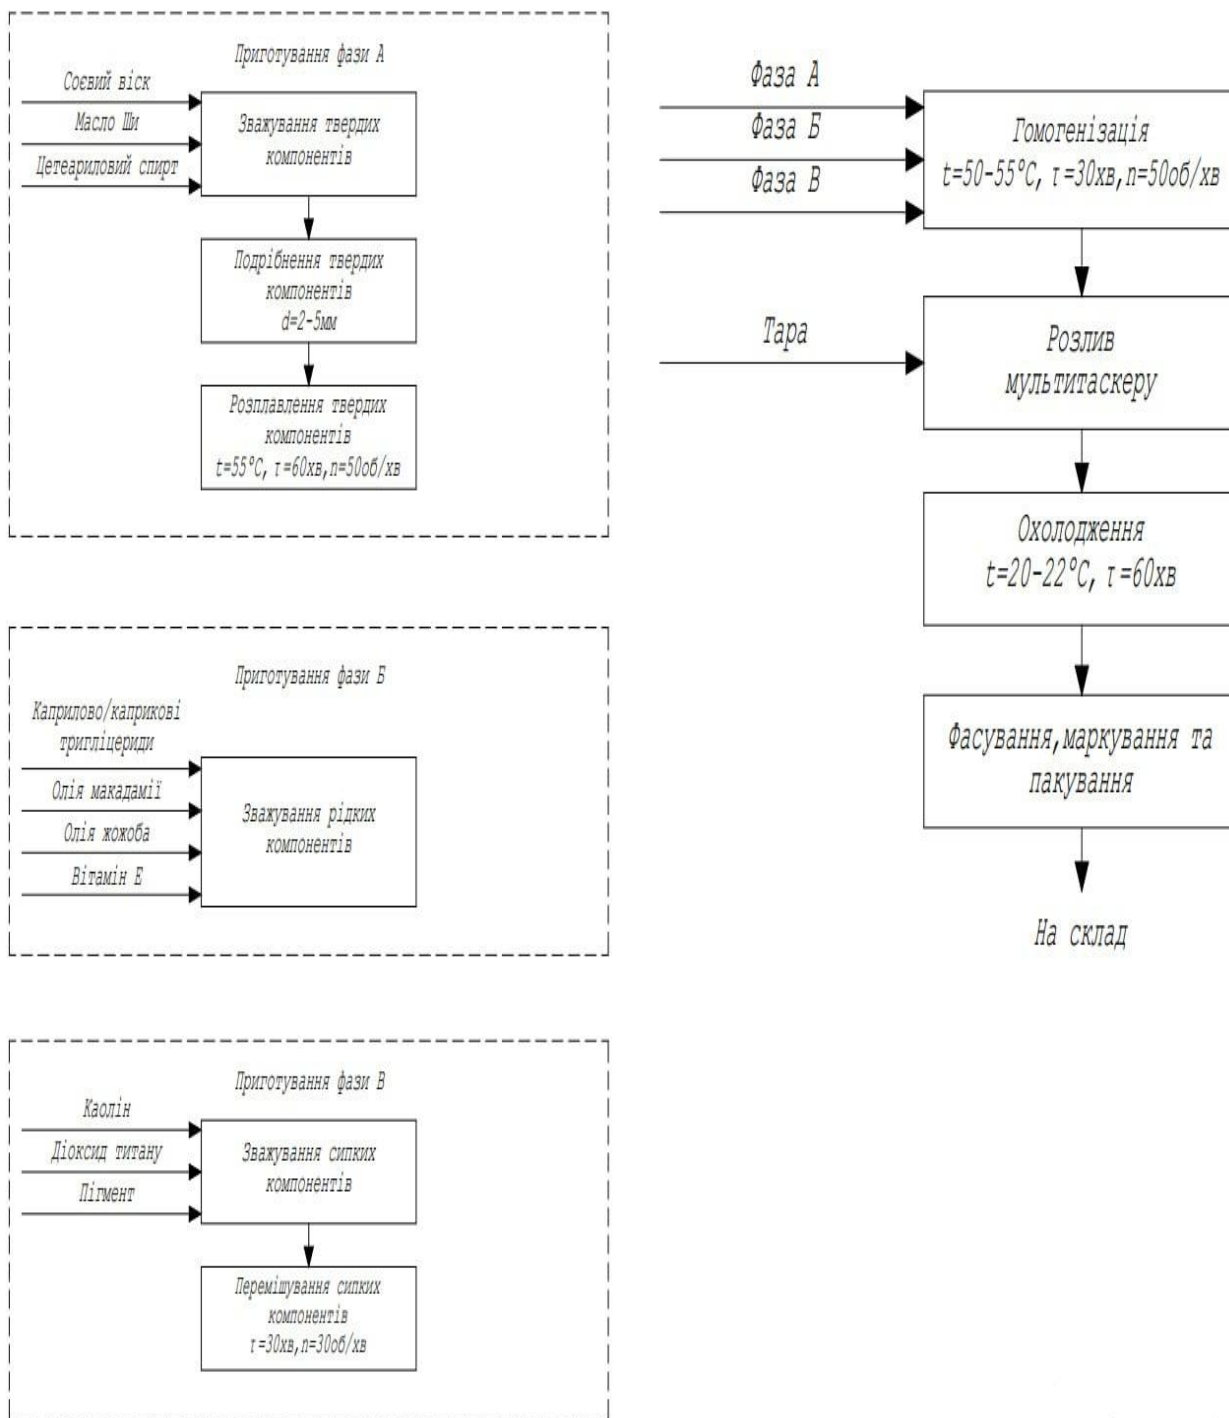 Приготування фази А
Соєвий віск
Масло Ши
Цетеариловий спирт
Зважування твердих
компонентів
Подрібнення твердих
компонентів
d=2-5мм
Розплавлення твердих
компонентів
t=55°C, τ=60хв,n=50об/хв
Приготування фази Б
Каприлово/каприкові
тригліцериди
Олія макадамії
Олія жожоба
Вітамін Е
Зважування рідких
компонентів
Приготування фази В
Каолін
Діоксид титану
Пігмент
Зважування сипких
компонентів
Перемішування сипких
компонентів
τ=30хв,n=30об/хв
Фаза А
Фаза Б
Фаза В
Гомогенізація
t=50-55°C, τ=30хв,n=50об/хв
Тара
Розлив
мультитаскеру
Охолодження
t=20-22°C, τ=60хв
Фасування,маркування та
пакування
На склад